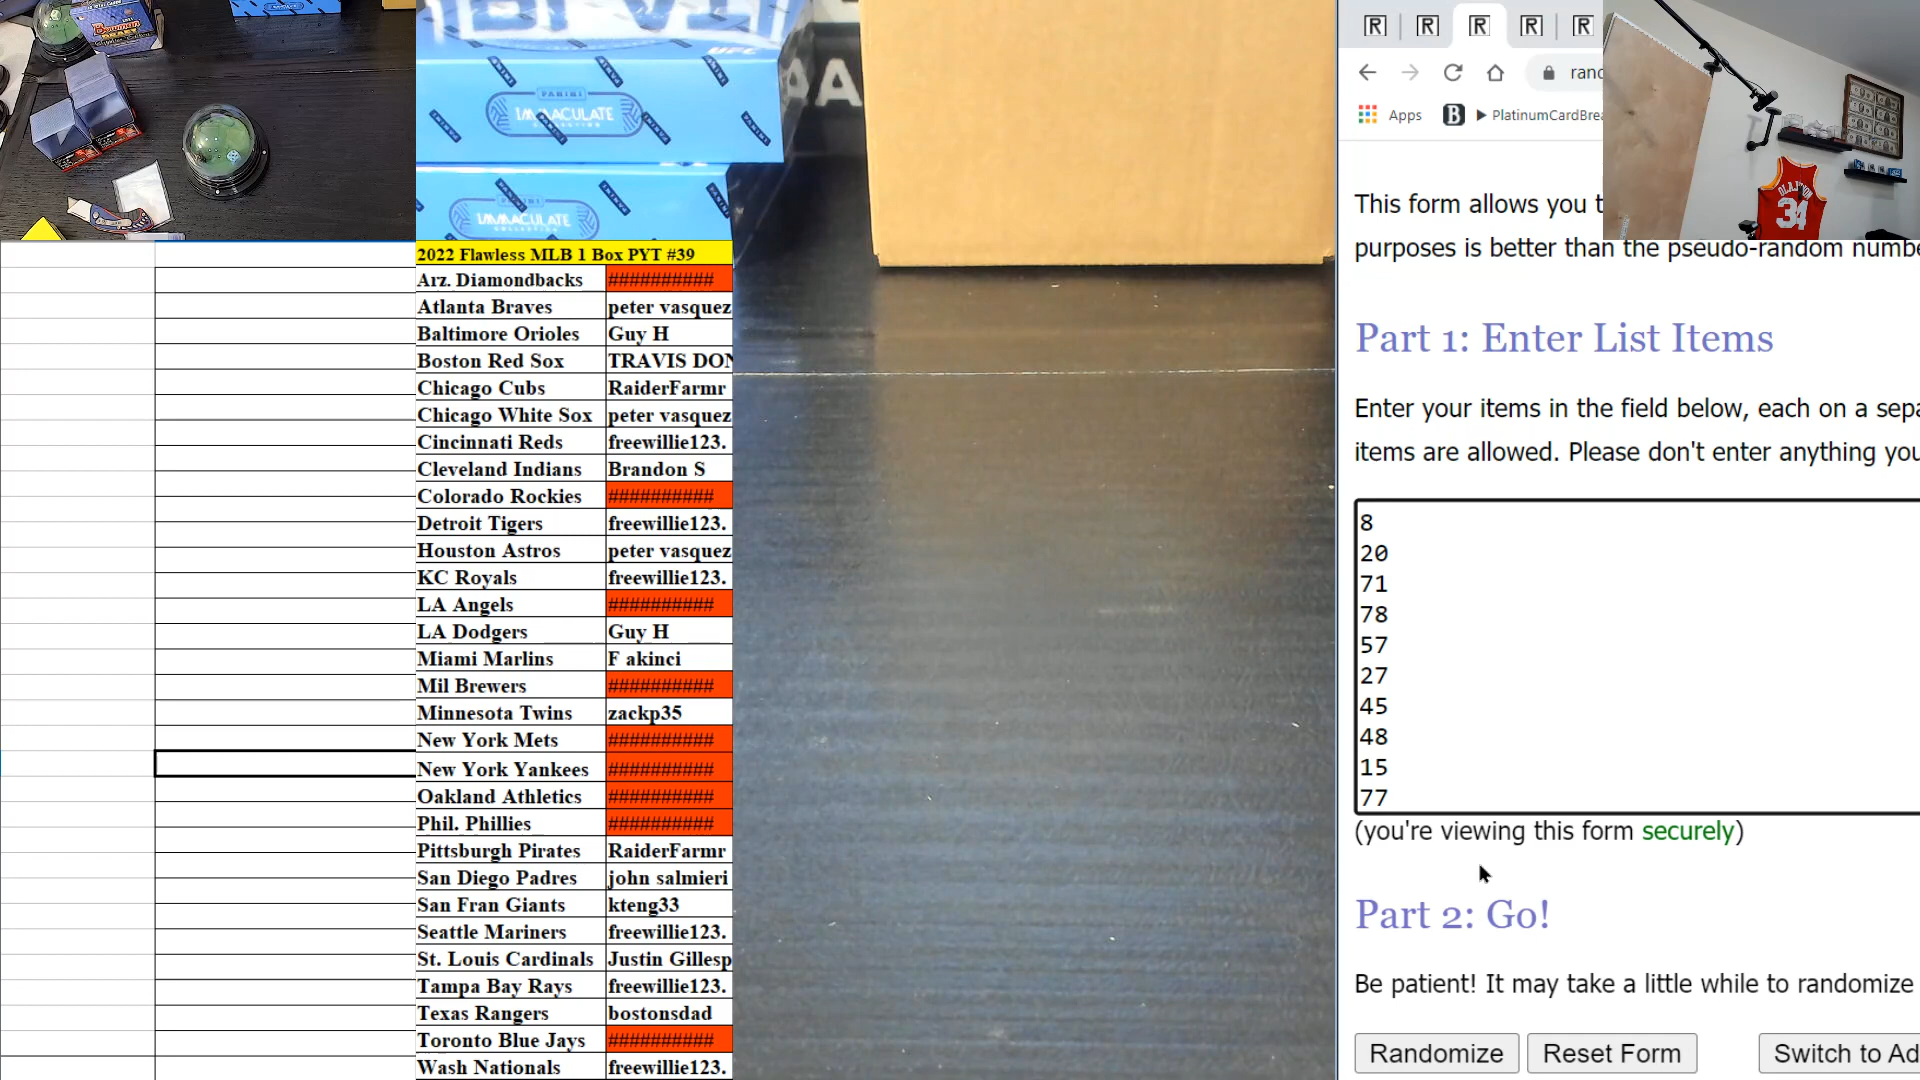 Bowman
DRAFT
UFC
PANINI
IMMACULATE
COLLECTION
PANINI
IMMACULATE
2022 Flawless MLB 1 Box PYT #39
Arz. Diamondbacks ##########
Atlanta Braves peter vasquez
Baltimore Orioles Guy H
Boston Red Sox TRAVIS DON
Chicago Cubs RaiderFarmr
Chicago White Sox peter vasquez
Cincinnati Reds freewillie123.
Cleveland Indians Brandon S
Colorado Rockies ##########
Detroit Tigers freewillie123.
Houston Astros peter vasquez
KC Royals freewillie123.
LA Angels ##########
LA Dodgers Guy H
Miami Marlins F akinci
Mil Brewers ##########
Minnesota Twins zackp35
New York Mets ##########
New York Yankees ##########
Oakland Athletics ##########
Phil. Phillies ##########
Pittsburgh Pirates RaiderFarmr
San Diego Padres john salmieri
San Fran Giants kteng33
Seattle Mariners freewillie123.
St. Louis Cardinals Justin Gillesp
Tampa Bay Rays freewillie123.
Texas Rangers bostonsdad
Toronto Blue Jays ##########
Wash Nationals freewillie123.
rand
Apps B PlatinumCardBrea
34
This form allows you t
purposes is better than the pseudo-random numbe
Part 1: Enter List Items
Enter your items in the field below, each on a sepa
items are allowed. Please don't enter anything you
8
20
71
78
57
27
45
48
15
77
(you're viewing this form securely)
Part 2: Go!
Be patient! It may take a little while to randomize
Randomize Reset Form Switch to Ad